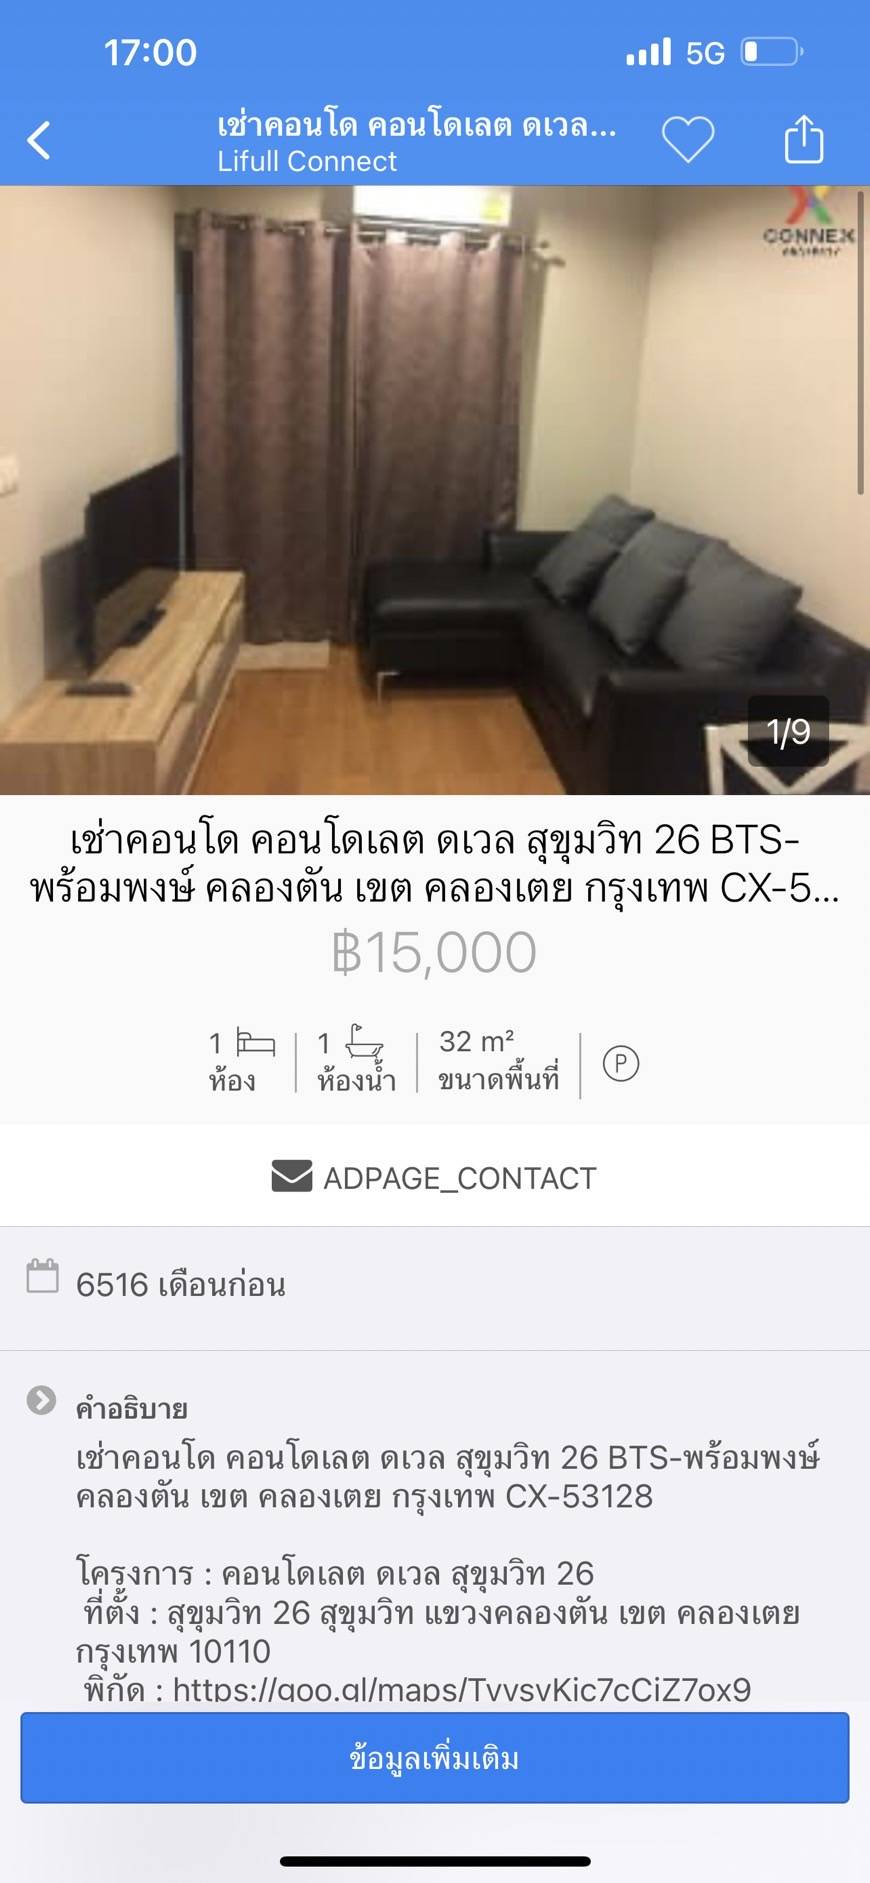 17:00
5G
เช่าคอนโด คอนโดเลต ดเวล...
Lifull Connect
CONNEX
PROPERTY
1/9
เช่าคอนโด คอนโดเลต ดเวล สุขุมวิท 26 BTS-
พร้อมพงษ์ คลองตัน เขต คลองเตย กรุงเทพ CX-5...
฿15,000
1
ห้อง
1
ห้องน้ำ
32 m²
ขนาดพื้นที่
P
ADPAGE_CONTACT
6516 เดือนก่อน
คำอธิบาย
เช่าคอนโด คอนโดเลต ดเวล สุขุมวิท 26 BTS-พร้อมพงษ์
คลองตัน เขต คลองเตย กรุงเทพ CX-53128
โครงการ : คอนโดเลต ดเวล สุขุมวิท 26
ที่ตั้ง : สุขุมวิท 26 สุขุมวิท แขวงคลองตัน เขต คลองเตย
กรุงเทพ 10110
พิกัด : https://goo.gl/maps/TvvsvKic7cCiZ7ox9
ข้อมูลเพิ่มเติม